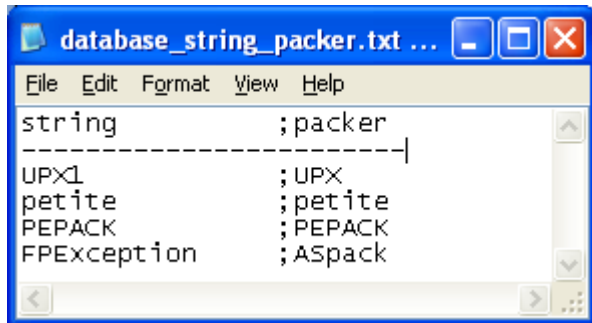 database_string_packer.txt ...
File Edit Format View Help
string ;packer
------------------------
UPX1 ;UPX
petite ;petite
PEPACK ;PEPACK
FPException ;ASpack